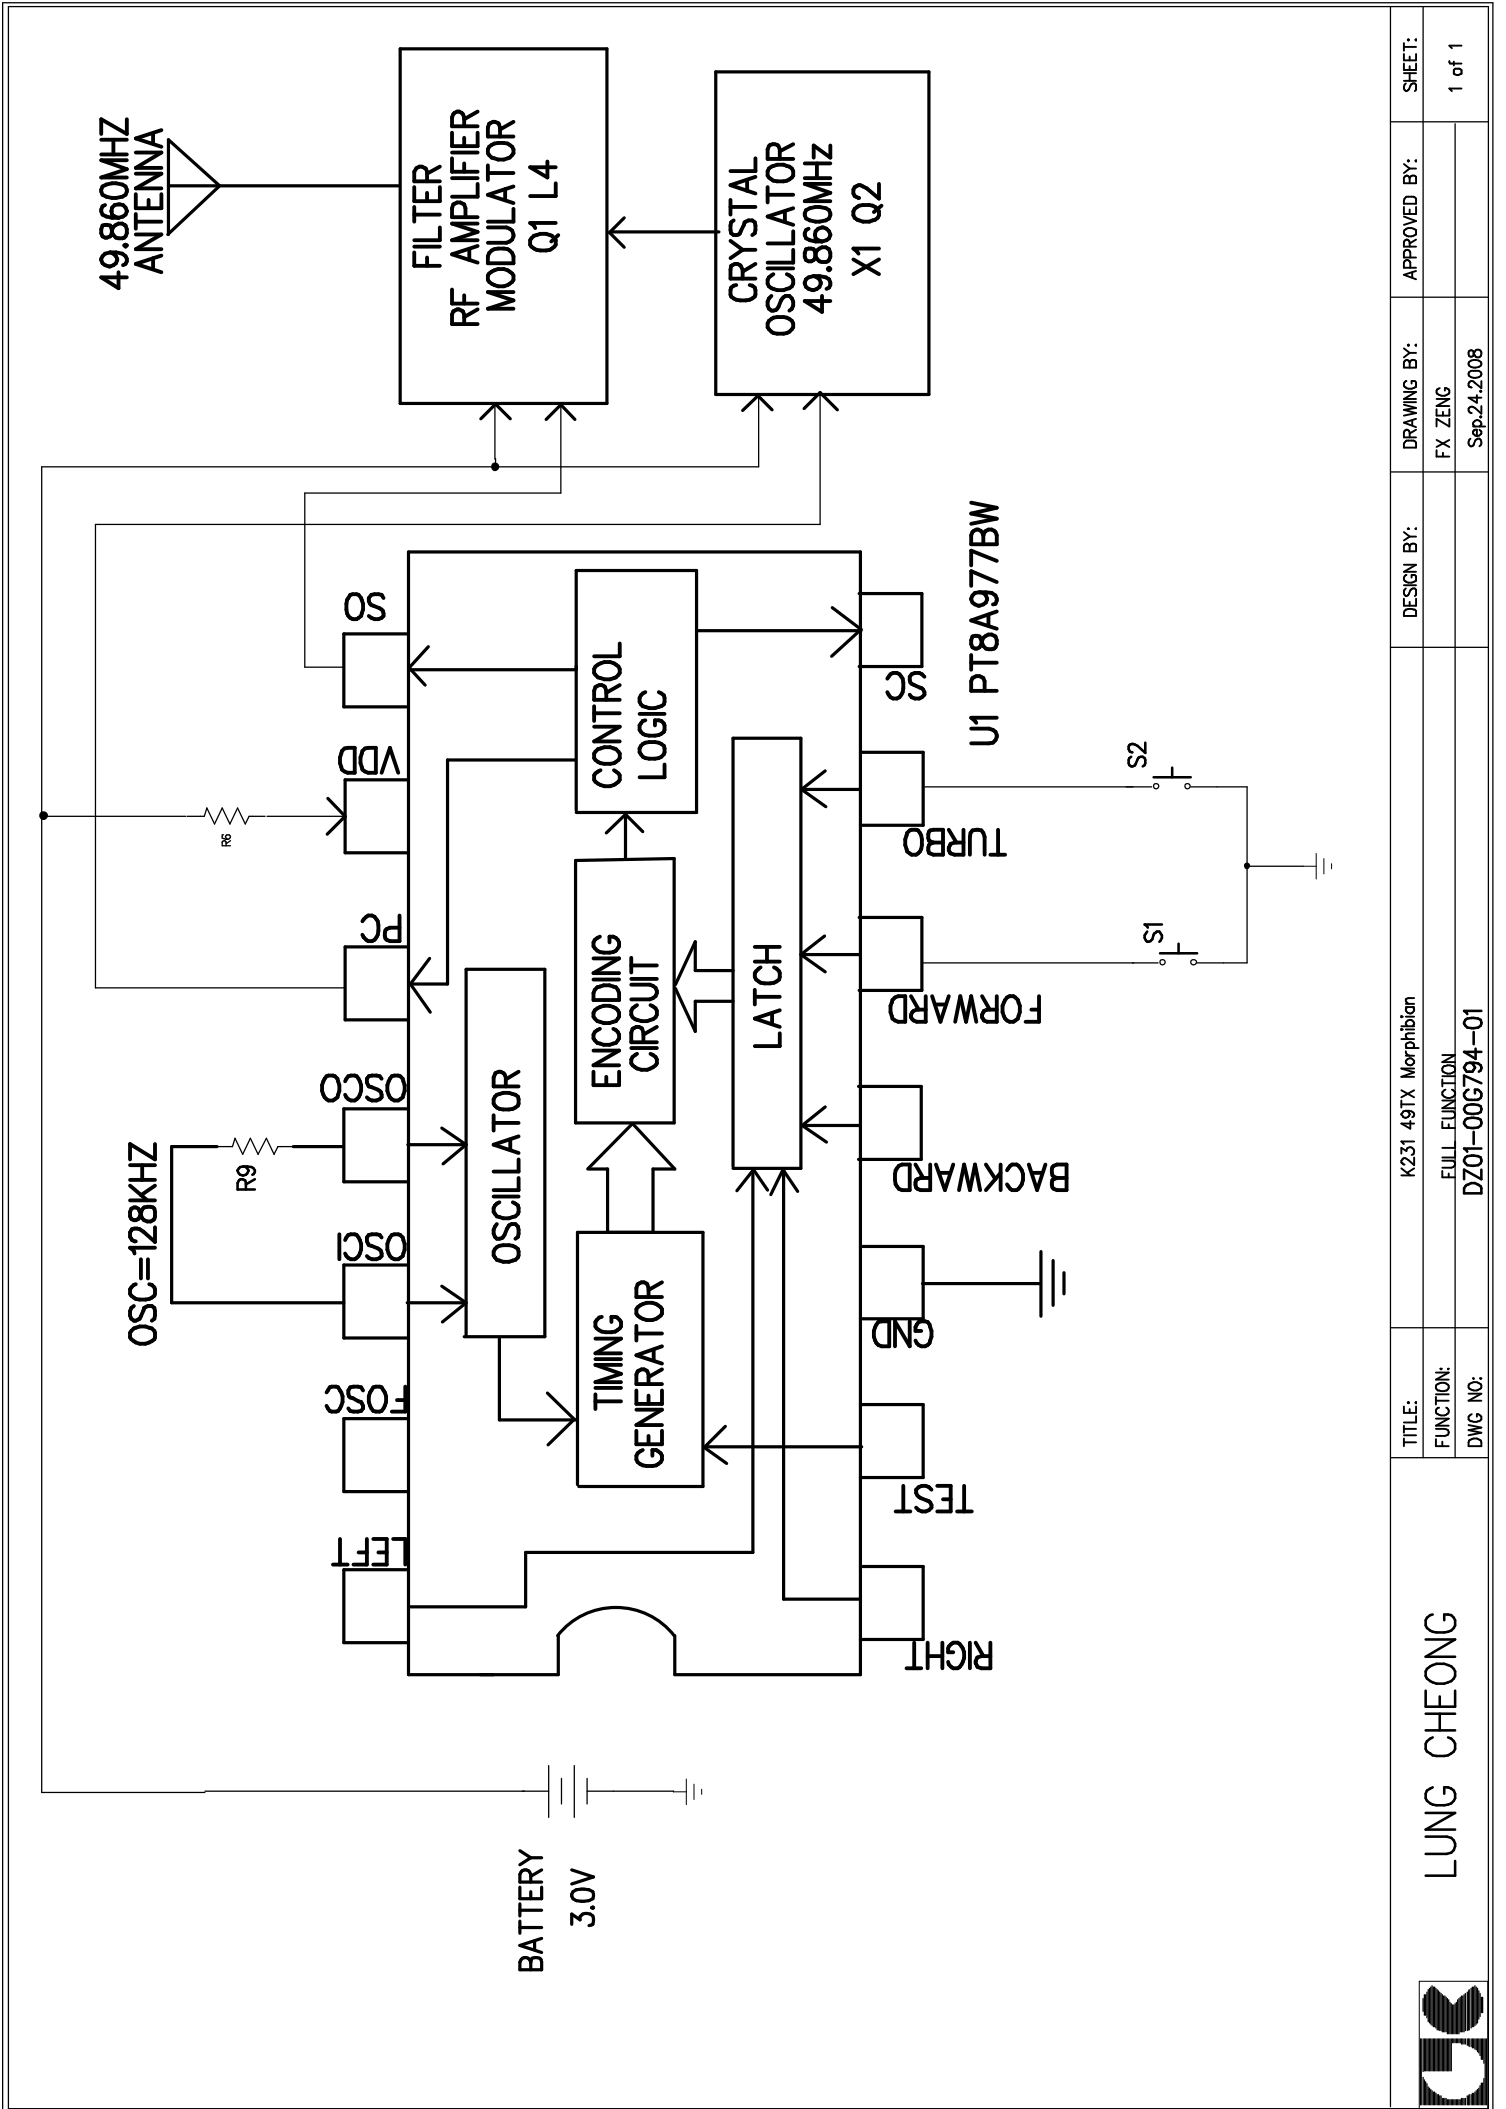 BATTERY
3.0V
OSC=128KHZ
R9
R6
LEFT
FOSC
OSCI
OSCO
PC
VDD
SO
OSCILLATOR
TIMING
GENERATOR
ENCODING
CIRCUIT
CONTROL
LOGIC
LATCH
RIGHT
TEST
GND
BACKWARD
FORWARD
TURBO
SC
U1 PT8A977BW
S1
S2
49.860MHZ
ANTENNA
FILTER
RF AMPLIFIER
MODULATOR
Q1 L4
CRYSTAL
OSCILLATOR
49.860MHz
X1 Q2
LUNG CHEONG
TITLE:
K231 49TX Morphibian
FUNCTION:
FULL FUNCTION
DWG NO:
DZ01-00G794-01
DESIGN BY:
DRAWING BY:
FX ZENG
Sep.24.2008
APPROVED BY:
SHEET:
1 of 1